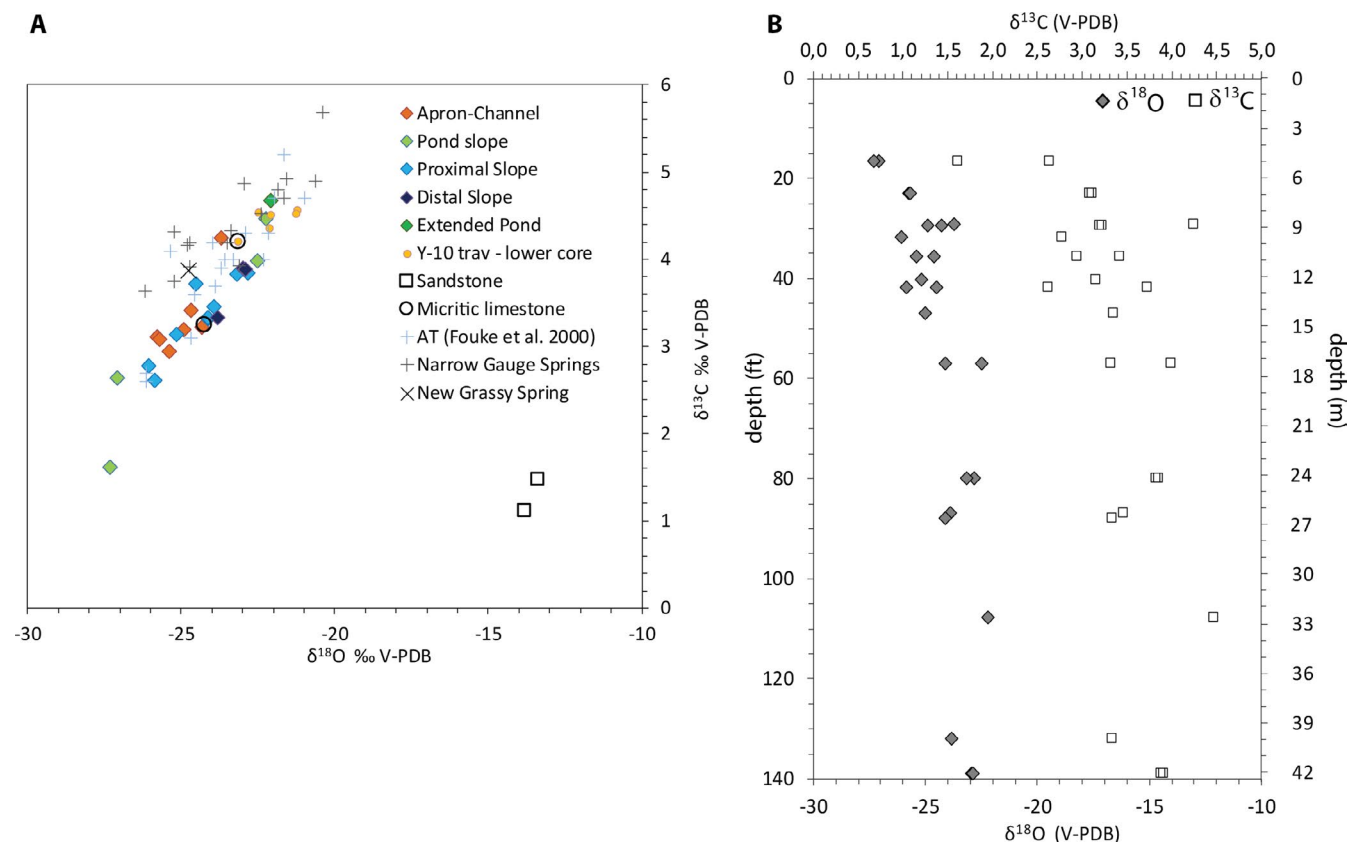 A
6
5
4
3
2
1
0
δ¹³C ‰ V-PDB
-30
-25
-20
-15
-10
δ¹⁸O ‰ V-PDB
Apron-Channel
Pond slope
Proximal Slope
Distal Slope
Extended Pond
Y-10 trav - lower core
Sandstone
Micritic limestone
AT (Fouke et al. 2000)
Narrow Gauge Springs
New Grassy Spring
B
δ¹³C (V-PDB)
0,0 0,5 1,0 1,5 2,0 2,5 3,0 3,5 4,0 4,5 5,0
δ¹⁸O δ¹³C
0
20
40
60
80
100
120
140
depth (ft)
0
3
6
9
12
15
18
21
24
27
30
33
36
39
42
depth (m)
-30 -25 -20 -15 -10
δ¹⁸O (V-PDB)